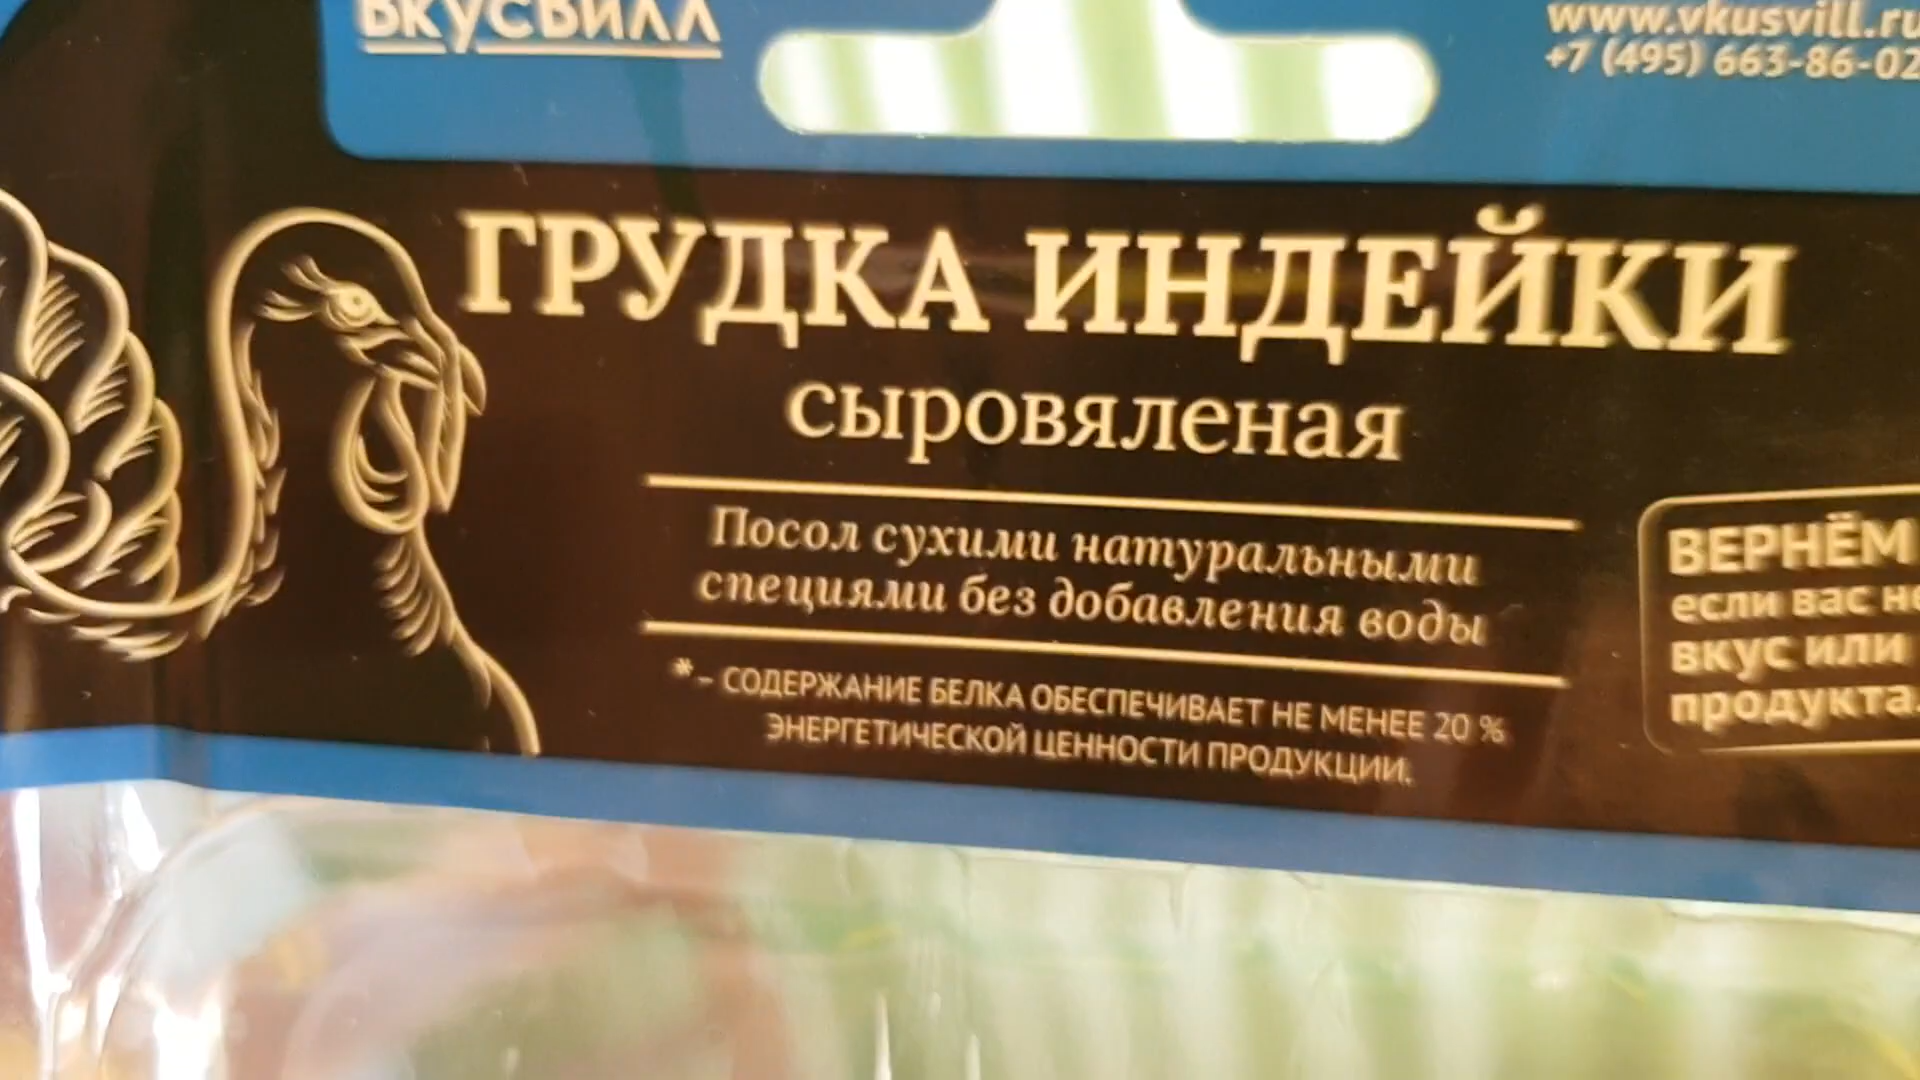 ВКУСВИЛЛ
www.vkusvill.ru
+7 (495) 663-86-02
ГРУДКА ИНДЕЙКИ
сыровяленая
Посол сухими натуральными
специями без добавления воды
* – СОДЕРЖАНИЕ БЕЛКА ОБЕСПЕЧИВАЕТ НЕ МЕНЕЕ 20 %
ЭНЕРГЕТИЧЕСКОЙ ЦЕННОСТИ ПРОДУКЦИИ.
ВЕРНЁМ
если вас не
вкус или
продукта.